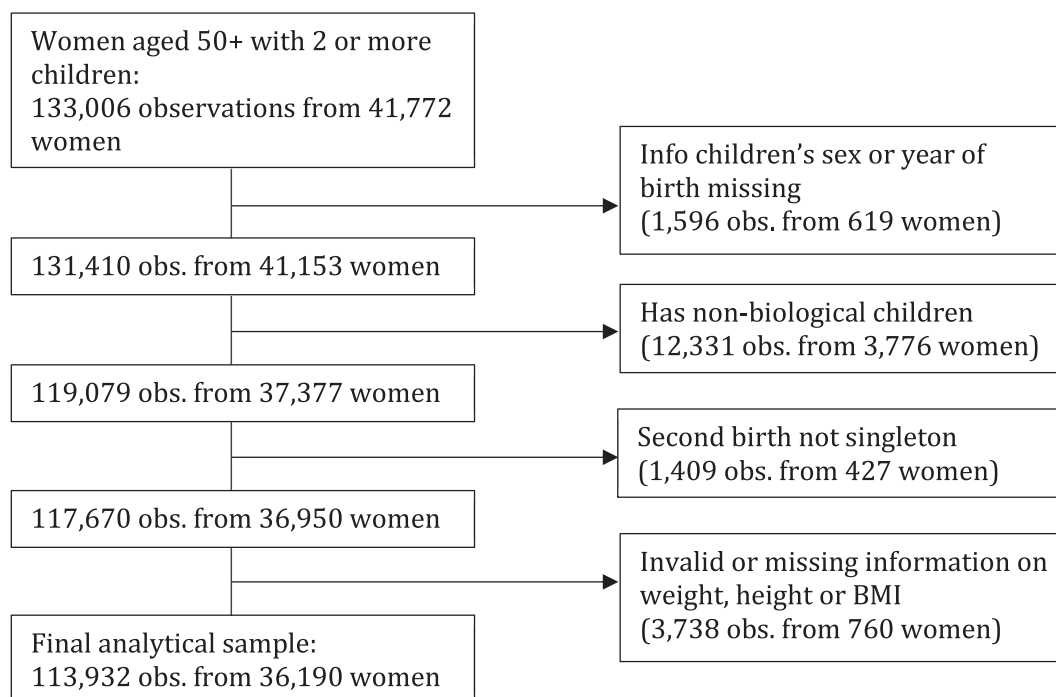 Women aged 50+ with 2 or more
children:
133,006 observations from 41,772
women
Info children's sex or year of
birth missing
(1,596 obs. from 619 women)
131,410 obs. from 41,153 women
Has non-biological children
(12,331 obs. from 3,776 women)
119,079 obs. from 37,377 women
Second birth not singleton
(1,409 obs. from 427 women)
117,670 obs. from 36,950 women
Invalid or missing information on
weight, height or BMI
(3,738 obs. from 760 women)
Final analytical sample:
113,932 obs. from 36,190 women